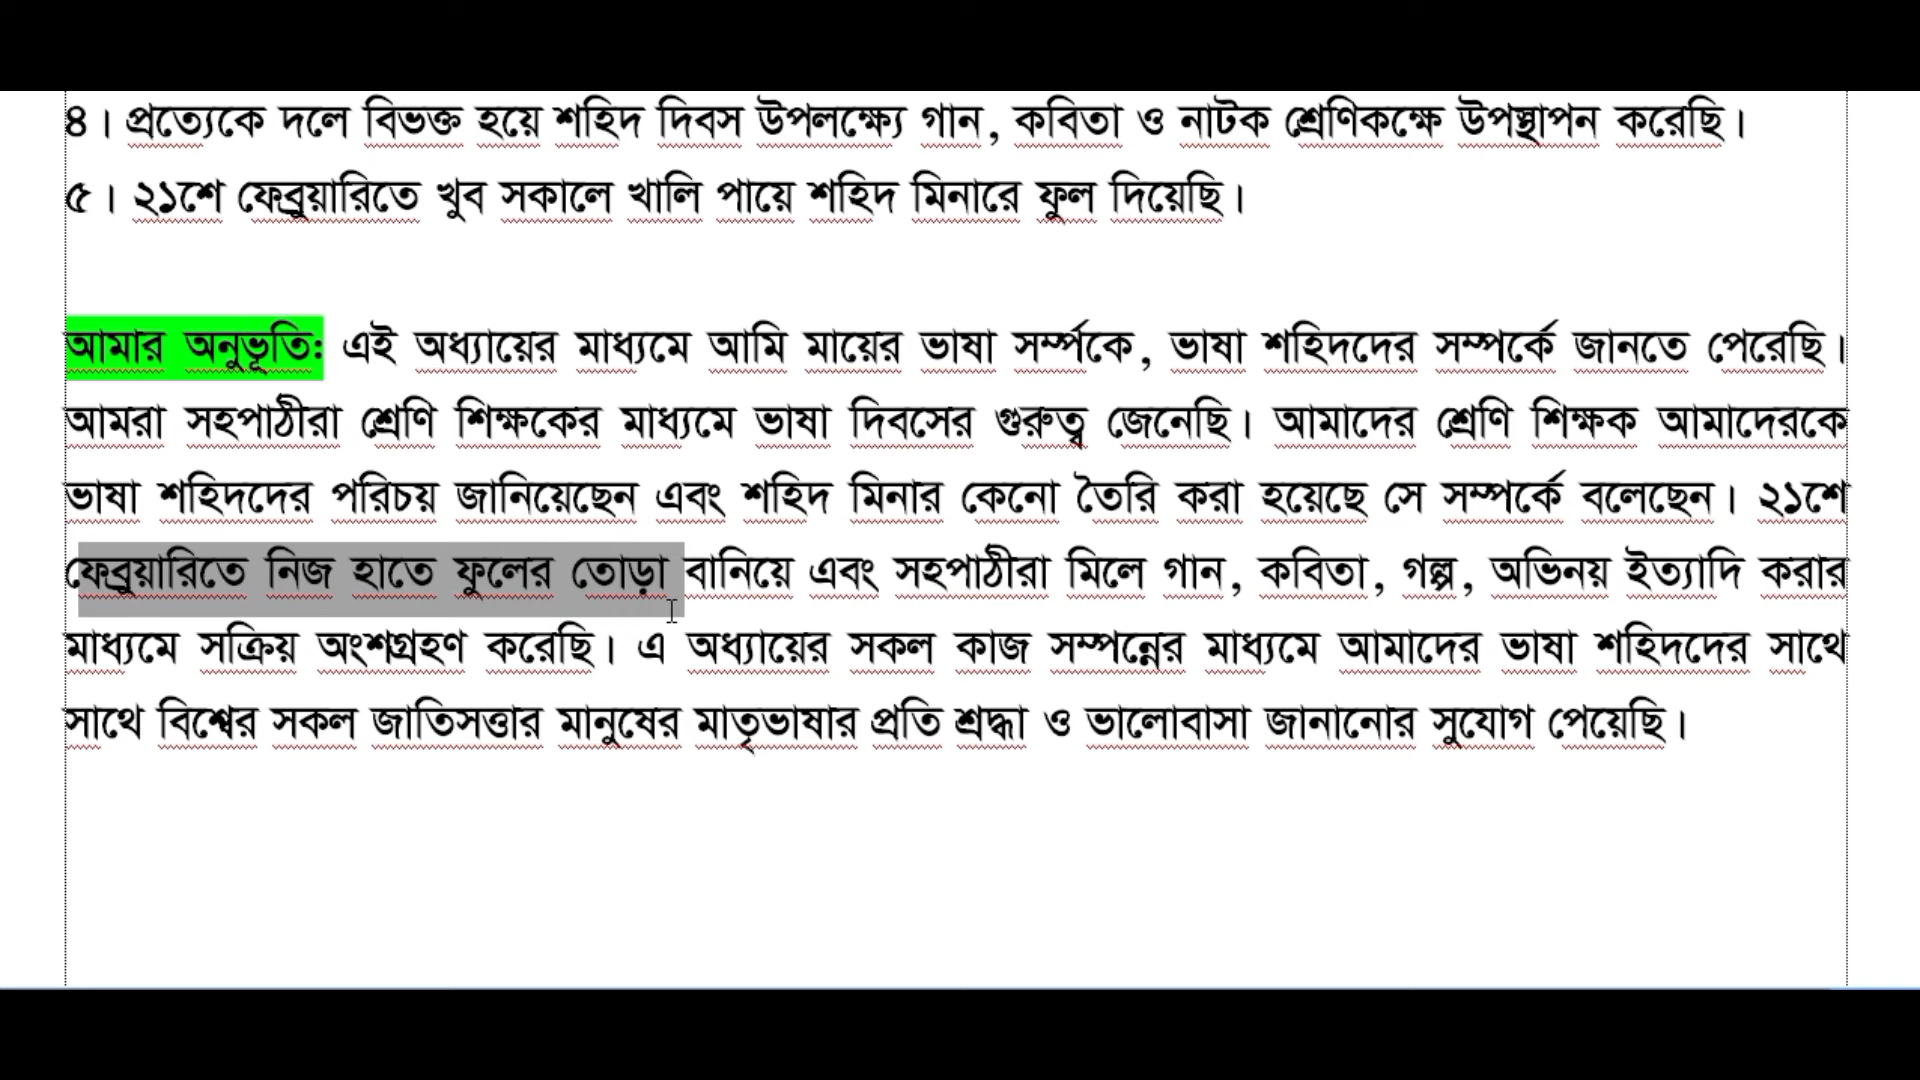 ৪। প্রত্যেকে দলে বিভক্ত হয়ে শহিদ দিবস উপলক্ষ্যে গান, কবিতা ও নাটক শ্রেণিকক্ষে উপস্থাপন করেছি।
৫। ২১শে ফেব্রুয়ারিতে খুব সকালে খালি পায়ে শহিদ মিনারে ফুল দিয়েছি।
আমার অনুভূতি: এই অধ্যায়ের মাধ্যমে আমি মায়ের ভাষা সর্ম্পকে, ভাষা শহিদদের সম্পর্কে জানতে পেরেছি।
আমরা সহপাঠীরা শ্রেণি শিক্ষকের মাধ্যমে ভাষা দিবসের গুরুত্ব জেনেছি। আমাদের শ্রেণি শিক্ষক আমাদেরকে
ভাষা শহিদদের পরিচয় জানিয়েছেন এবং শহিদ মিনার কেনো তৈরি করা হয়েছে সে সম্পর্কে বলেছেন। ২১শে
ফেব্রুয়ারিতে নিজ হাতে ফুলের তোড়া বানিয়ে এবং সহপাঠীরা মিলে গান, কবিতা, গল্প, অভিনয় ইত্যাদি করার
মাধ্যমে সক্রিয় অংশগ্রহণ করেছি। এ অধ্যায়ের সকল কাজ সম্পন্নের মাধ্যমে আমাদের ভাষা শহিদদের সাথে
সাথে বিশ্বের সকল জাতিসত্তার মানুষের মাতৃভাষার প্রতি শ্রদ্ধা ও ভালোবাসা জানানোর সুযোগ পেয়েছি।